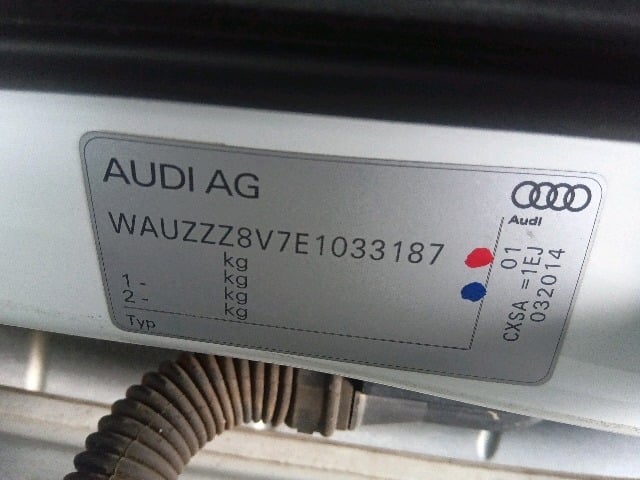 AUDI AG
Audi
WAUZZZ8V7E1033187
kg
1 - kg
2 - kg
kg
Typ
CXSA 01
=1EJ
032014